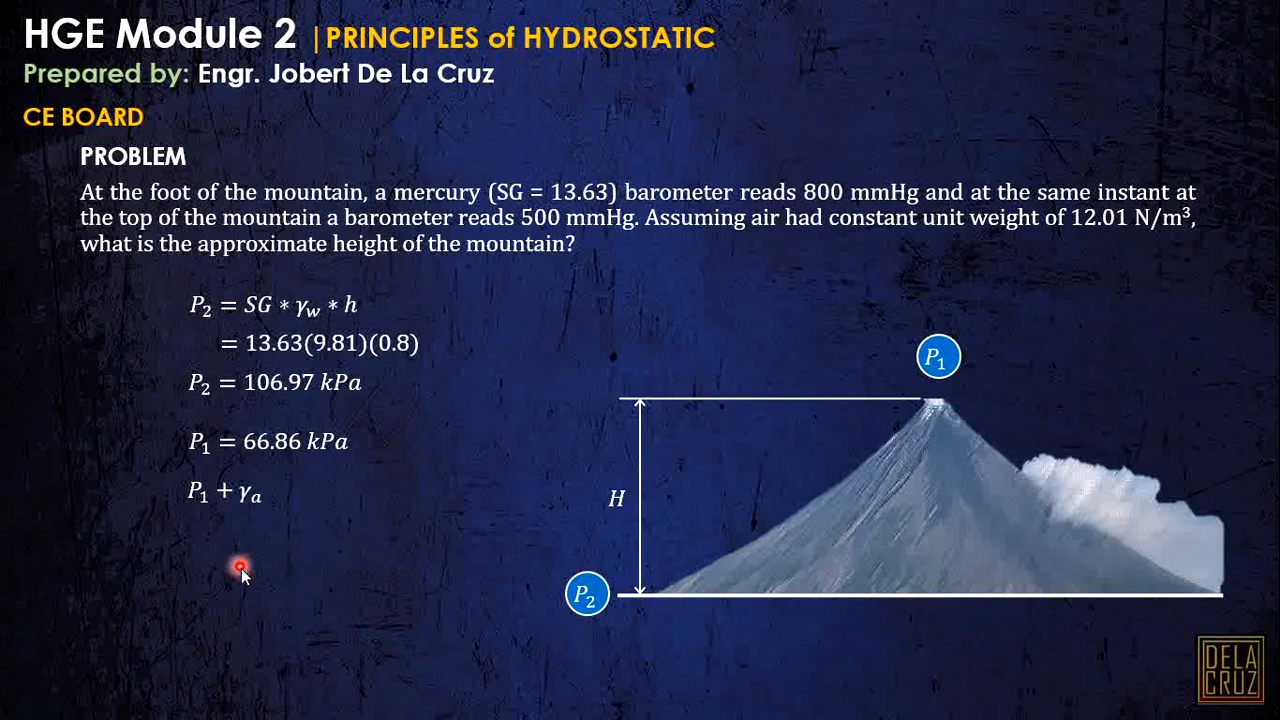 HGE Module 2 | PRINCIPLES of HYDROSTATIC
Prepared by: Engr. Jobert De La Cruz
CE BOARD
PROBLEM
At the foot of the mountain, a mercury (SG = 13.63) barometer reads 800 mmHg and at the same instant at
the top of the mountain a barometer reads 500 mmHg. Assuming air had constant unit weight of 12.01 N/m³,
what is the approximate height of the mountain?
P₂ = SG ∗ γ_w ∗ h
= 13.63(9.81)(0.8)
P₂ = 106.97 kPa
P₁ = 66.86 kPa
P₁ + γₐ
P₁
H
P₂
DELA
CRUZ